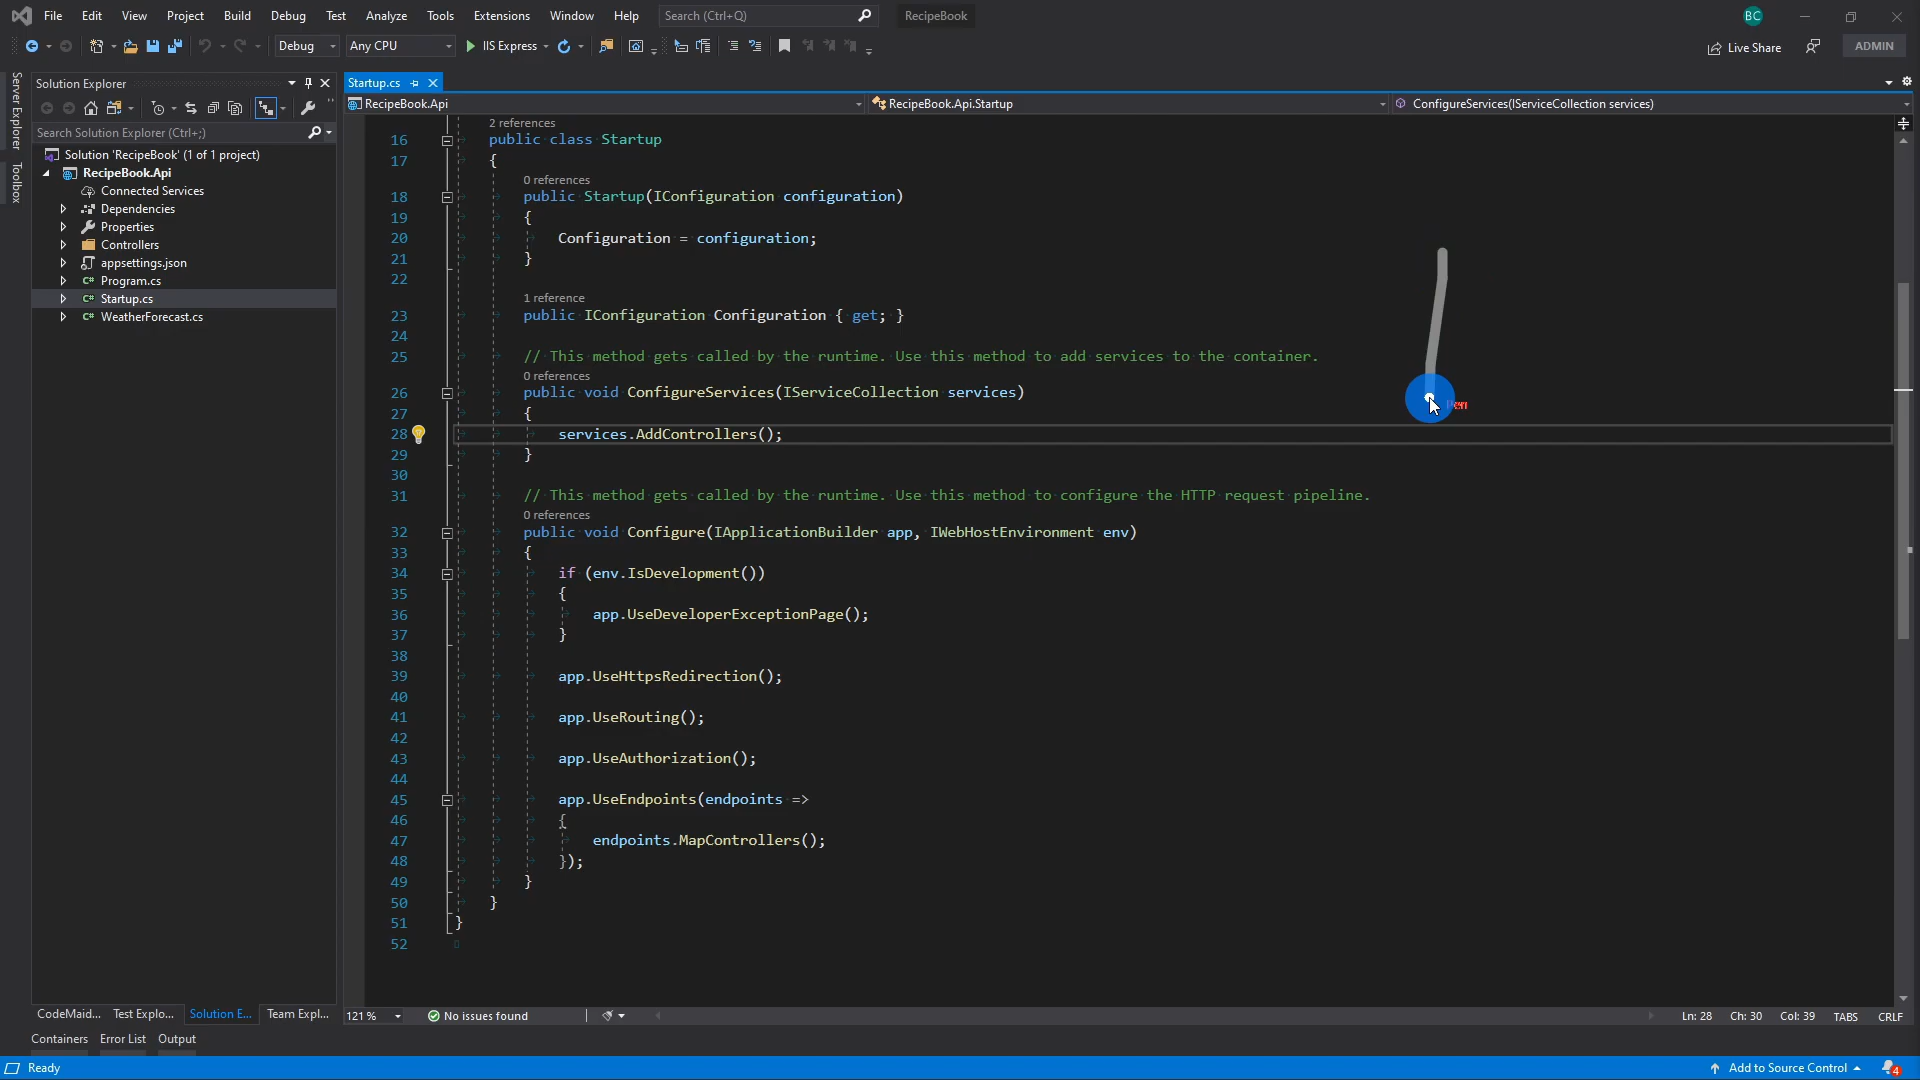 File Edit View Project Build Debug Test Analyze Tools Extensions Window Help Search (Ctrl+Q) RecipeBook BC
Debug Any CPU IIS Express Live Share ADMIN
Server Explorer
Toolbox
Solution Explorer
Search Solution Explorer (Ctrl+;)
Solution 'RecipeBook' (1 of 1 project)
RecipeBook.Api
Connected Services
Dependencies
Properties
Controllers
appsettings.json
C# Program.cs
C# Startup.cs
C# WeatherForecast.cs
CodeMaid... Test Explo... Solution E... Team Expl...
Startup.cs
RecipeBook.Api RecipeBook.Api.Startup ConfigureServices(IServiceCollection services)
2 references
16 public class Startup
17 {
0 references
18 public Startup(IConfiguration configuration)
19 {
20 Configuration = configuration;
21 }
22
1 reference
23 public IConfiguration Configuration { get; }
24
25 // This method gets called by the runtime. Use this method to add services to the container.
0 references
26 public void ConfigureServices(IServiceCollection services)
Pen
27 {
28 services.AddControllers();
29 }
30
31 // This method gets called by the runtime. Use this method to configure the HTTP request pipeline.
0 references
32 public void Configure(IApplicationBuilder app, IWebHostEnvironment env)
33 {
34 if (env.IsDevelopment())
35 {
36 app.UseDeveloperExceptionPage();
37 }
38
39 app.UseHttpsRedirection();
40
41 app.UseRouting();
42
43 app.UseAuthorization();
44
45 app.UseEndpoints(endpoints =>
46 {
47 endpoints.MapControllers();
48 });
49 }
50 }
51 }
52
121 % No issues found Ln: 28 Ch: 30 Col: 39 TABS CRLF
Containers Error List Output
Ready Add to Source Control 4